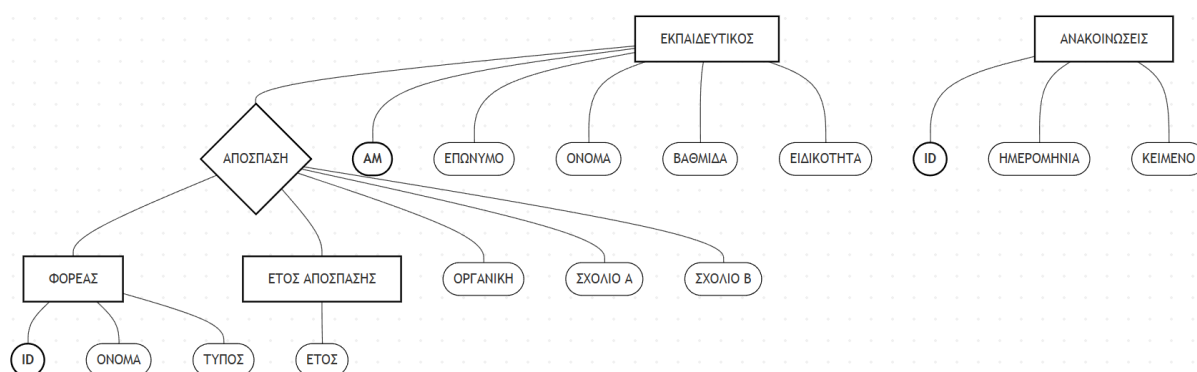 ΕΚΠΑΙΔΕΥΤΙΚΟΣ
ΑΝΑΚΟΙΝΩΣΕΙΣ
ΑΠΟΣΠΑΣΗ
ΑΜ
ΕΠΩΝΥΜΟ
ΟΝΟΜΑ
ΒΑΘΜΙΔΑ
ΕΙΔΙΚΟΤΗΤΑ
ID
ΗΜΕΡΟΜΗΝΙΑ
ΚΕΙΜΕΝΟ
ΦΟΡΕΑΣ
ΕΤΟΣ ΑΠΟΣΠΑΣΗΣ
ΟΡΓΑΝΙΚΗ
ΣΧΟΛΙΟ Α
ΣΧΟΛΙΟ Β
ID
ΟΝΟΜΑ
ΤΥΠΟΣ
ΕΤΟΣ